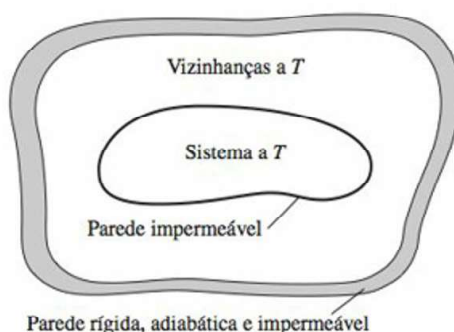 Vizinhanças a T
Sistema a T
Parede impermeável
Parede rígida, adiabática e impermeável